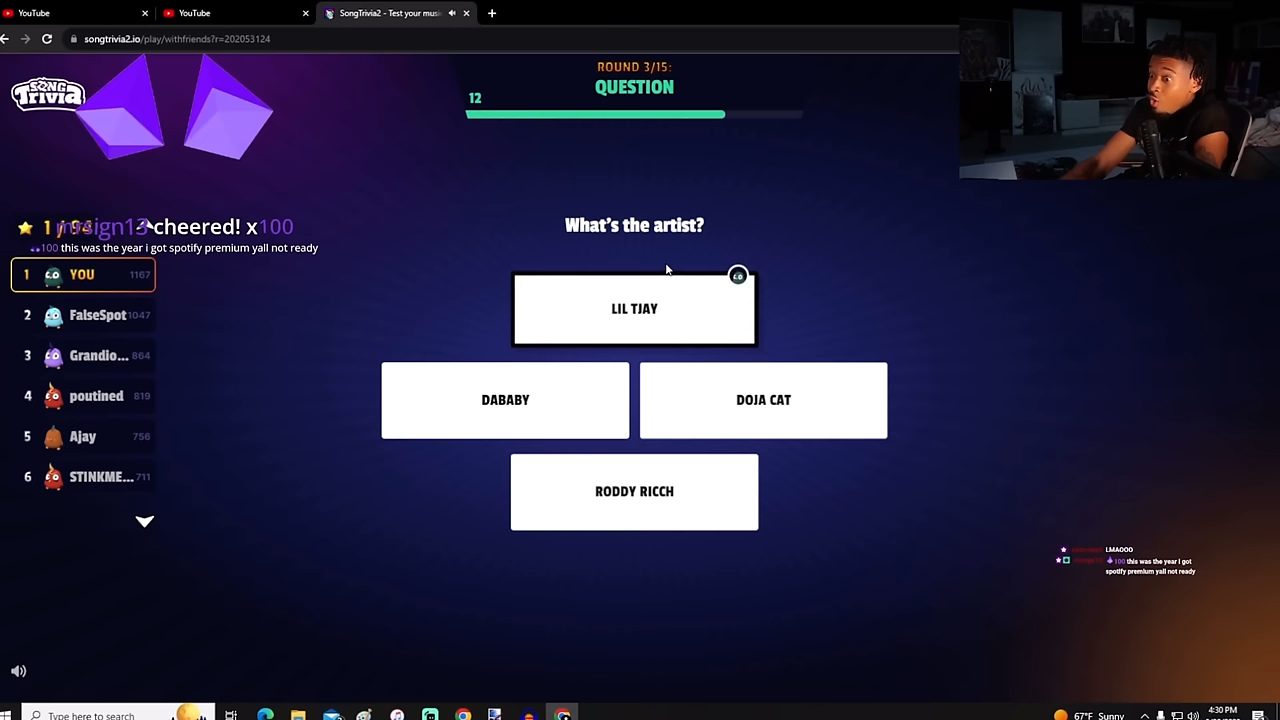 YouTube
YouTube
SongTrivia2 - Test your musi
songtrivia2.io/play/withfriends?r=202053124
SONG
Trivia
ROUND 3/15:
QUESTION
12
mrsign13 cheered! x100
100 this was the year i got spotify premium yall not ready
1 YOU 1167
2 FalseSpot 1047
3 Grandio... 864
4 poutined 819
5 Ajay 756
6 STINKME... 711
What's the artist?
LIL TJAY
DABABY
DOJA CAT
RODDY RICCH
LMAOOO
100 this was the year i got
spotify premium yall not ready
Type here to search
67°F Sunny
4:30 PM